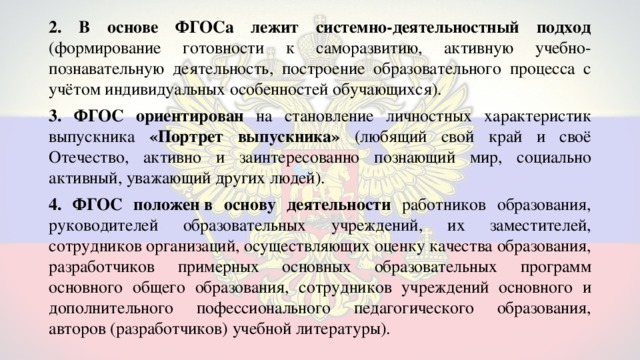 2. В основе ФГОСа лежит системно-деятельностный подход
(формирование готовности к саморазвитию, активную учебно-
познавательную деятельность, построение образовательного процесса с
учётом индивидуальных особенностей обучающихся).
3. ФГОС ориентирован на становление личностных характеристик
выпускника «Портрет выпускника» (любящий свой край и своё
Отечество, активно и заинтересованно познающий мир, социально
активный, уважающий других людей).
4. ФГОС положен в основу деятельности работников образования,
руководителей образовательных учреждений, их заместителей,
сотрудников организаций, осуществляющих оценку качества образования,
разработчиков примерных основных образовательных программ
основного общего образования, сотрудников учреждений основного и
дополнительного пофессионального педагогического образования,
авторов (разработчиков) учебной литературы).